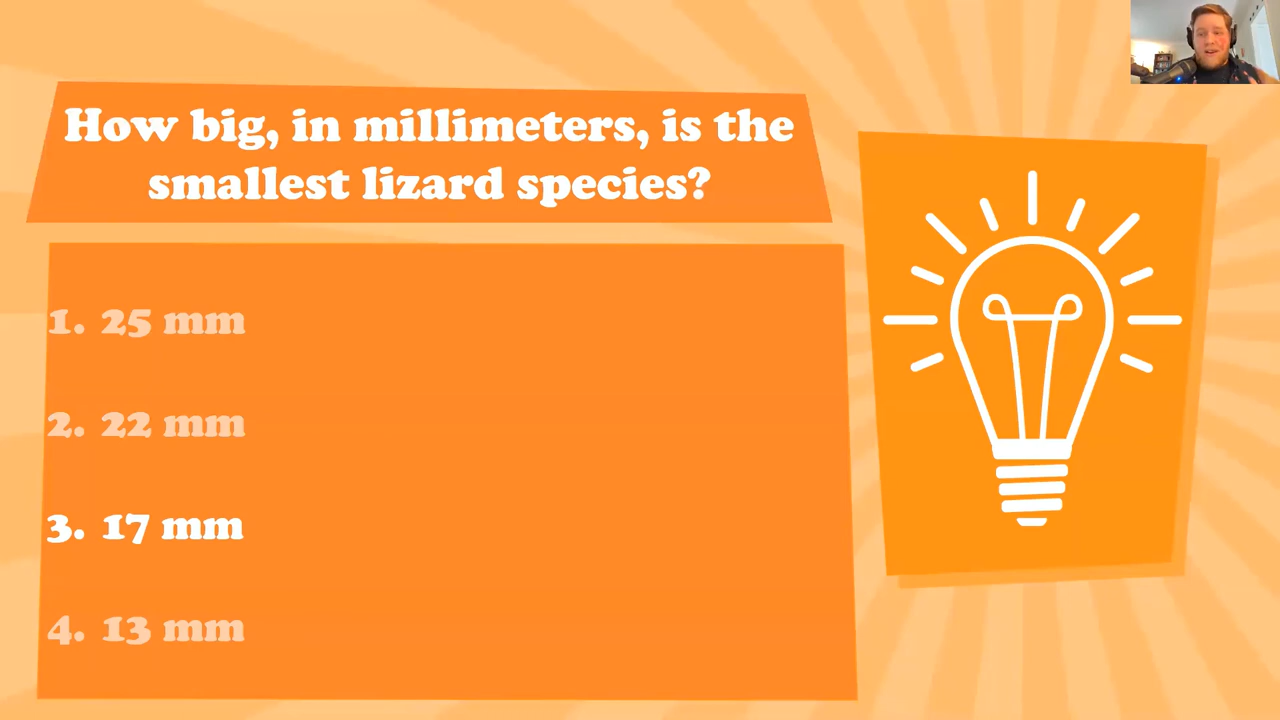 How big, in millimeters, is the
smallest lizard species?
1. 25 mm
2. 22 mm
3. 17 mm
4. 13 mm